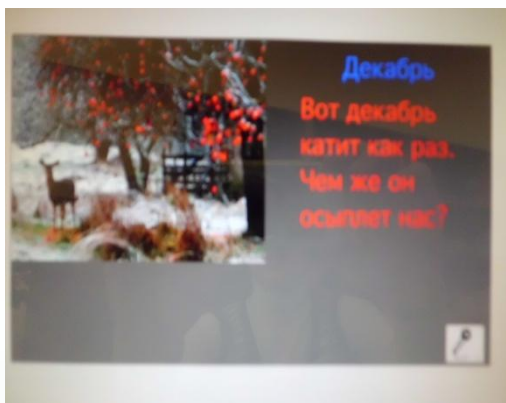 Декабрь
Вот декабрь
катит как раз.
Чем же он
осыплет нас?